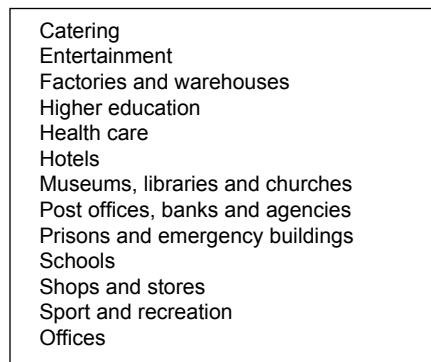 Catering
Entertainment
Factories and warehouses
Higher education
Health care
Hotels
Museums, libraries and churches
Post offices, banks and agencies
Prisons and emergency buildings
Schools
Shops and stores
Sport and recreation
Offices